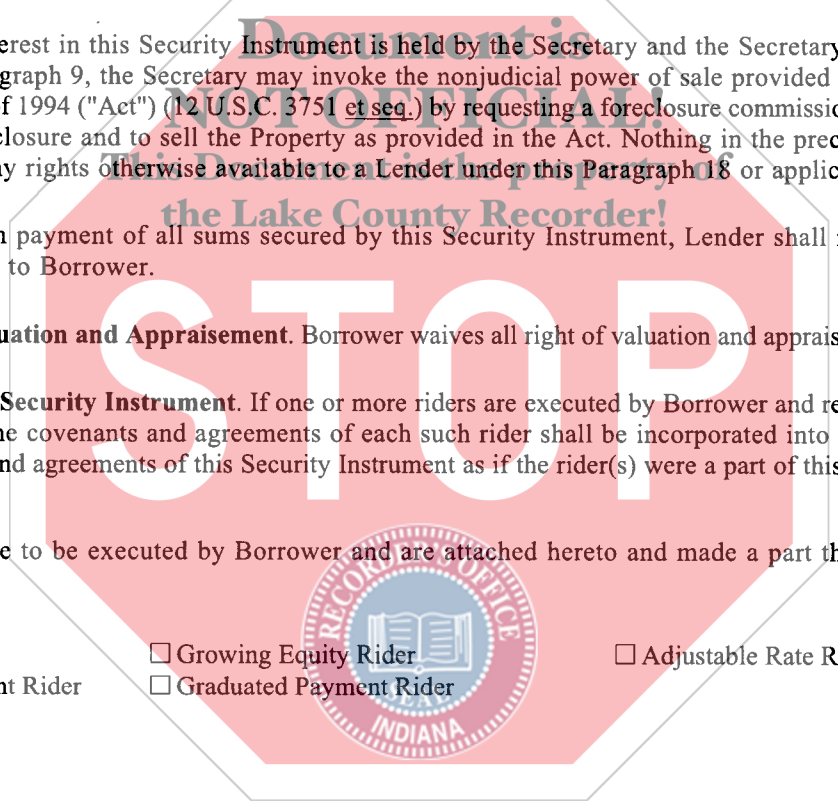 Document is
erest in this Security Instrument is held by the Secretary and the Secretary
graph 9, the Secretary may invoke the nonjudicial power of sale provided
f 1994 ("Act") (12 U.S.C. 3751 et seq.) by requesting a foreclosure commissio
NOT OFFICIAL!
closure and to sell the Property as provided in the Act. Nothing in the prec
y rights otherwise available to a Lender under this Paragraph 18 or applic
This Document is the property of
the Lake County Recorder!
n payment of all sums secured by this Security Instrument, Lender shall
to Borrower.
STOP
uation and Appraisement. Borrower waives all right of valuation and apprais
Security Instrument. If one or more riders are executed by Borrower and re
e covenants and agreements of each such rider shall be incorporated into
nd agreements of this Security Instrument as if the rider(s) were a part of this
e to be executed by Borrower and are attached hereto and made a part th
RECORDER'S OFFICE
☐ Growing Equity Rider ☐ Adjustable Rate R
nt Rider ☐ Graduated Payment Rider
SEAL
INDIANA